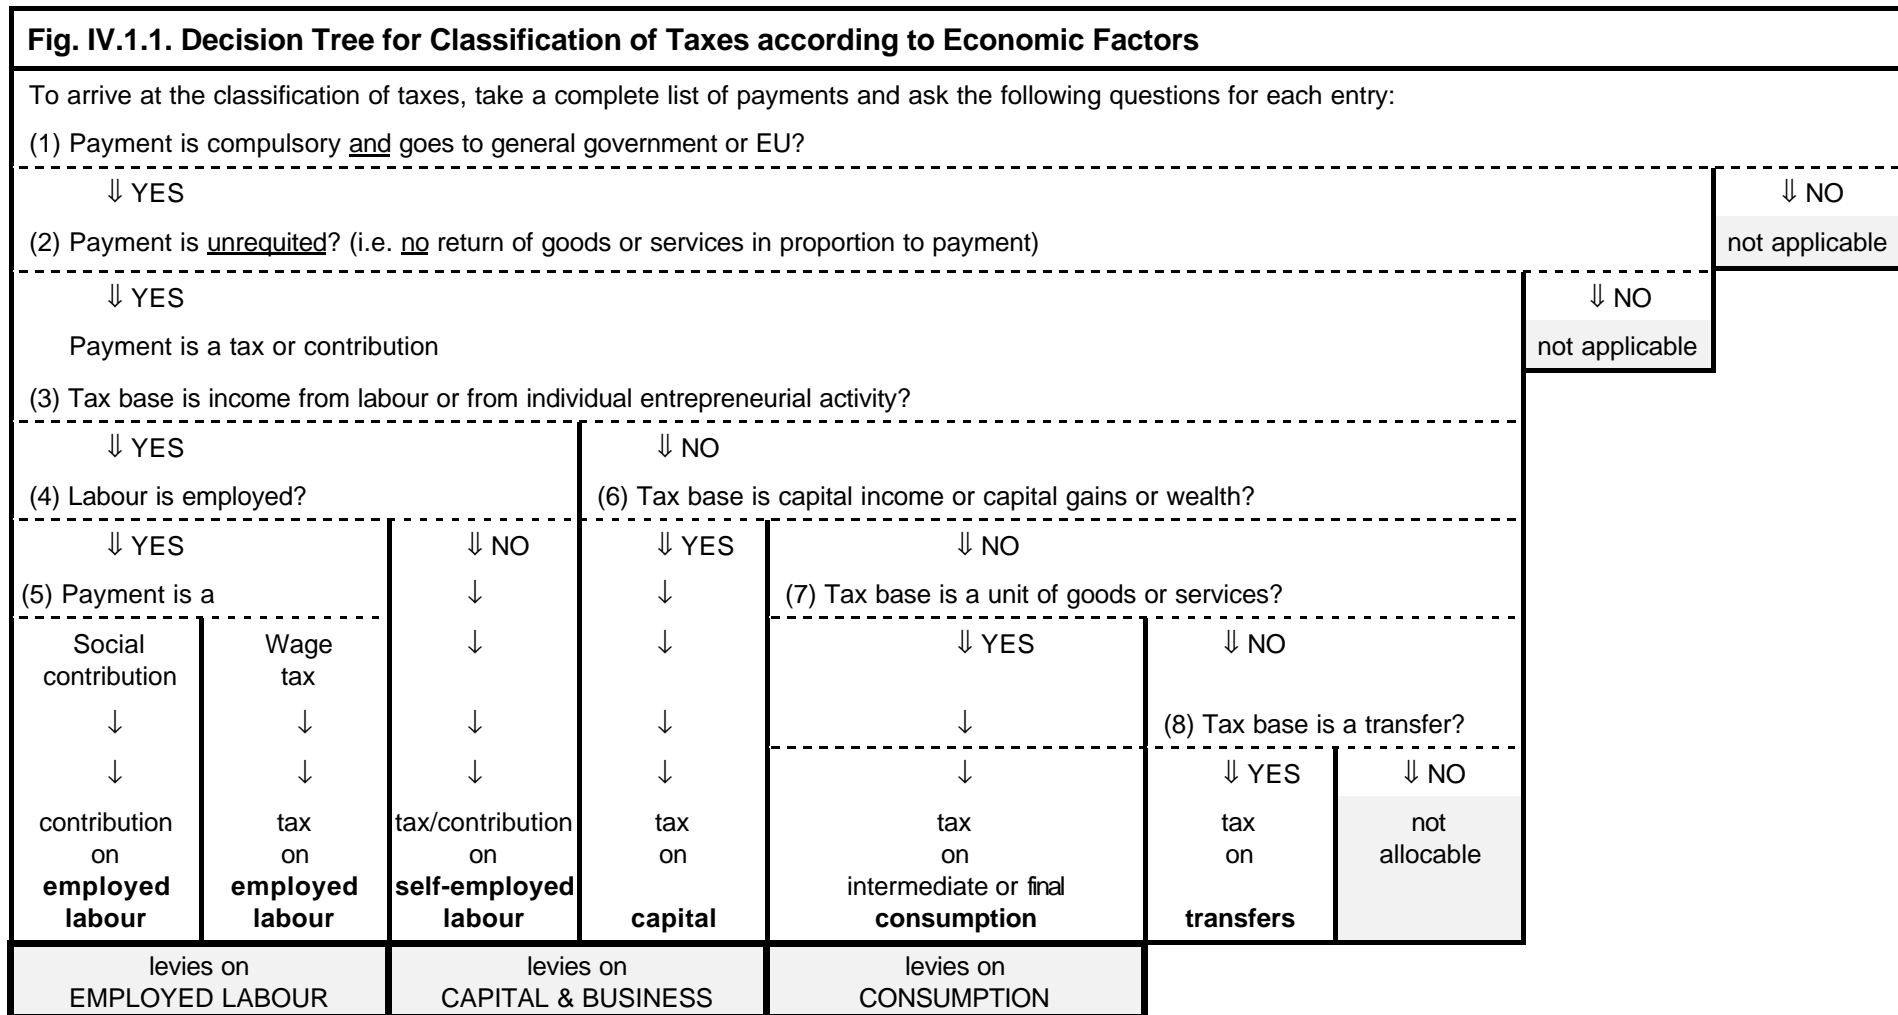 Fig. IV.1.1. Decision Tree for Classification of Taxes according to Economic Factors
To arrive at the classification of taxes, take a complete list of payments and ask the following questions for each entry:
(1) Payment is compulsory and goes to general government or EU?
⇓ YES
⇓ NO
(2) Payment is unrequited? (i.e. no return of goods or services in proportion to payment)
not applicable
⇓ YES
⇓ NO
Payment is a tax or contribution
not applicable
(3) Tax base is income from labour or from individual entrepreneurial activity?
⇓ YES
⇓ NO
(4) Labour is employed?
(6) Tax base is capital income or capital gains or wealth?
⇓ YES
⇓ NO
⇓ YES
⇓ NO
(5) Payment is a
↓
↓
(7) Tax base is a unit of goods or services?
Social
contribution
Wage
tax
↓
↓
⇓ YES
⇓ NO
↓
↓
↓
↓
↓
(8) Tax base is a transfer?
↓
↓
↓
↓
↓
⇓ YES
⇓ NO
contribution
on
employed
labour
tax
on
employed
labour
tax/contribution
on
self-employed
labour
tax
on
capital
tax
on
intermediate or final
consumption
tax
on
transfers
not
allocable
levies on
EMPLOYED LABOUR
levies on
CAPITAL & BUSINESS
levies on
CONSUMPTION